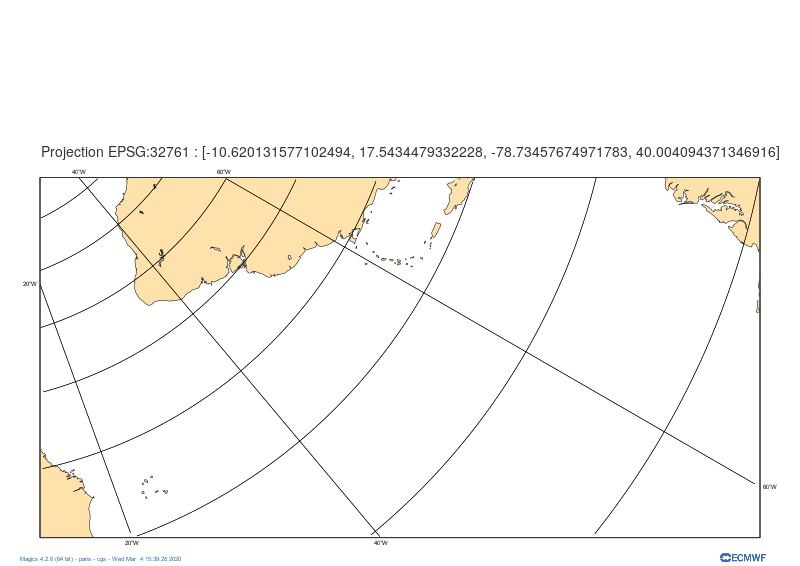 Projection EPSG:32761 : [-10.620131577102494, 17.5434479332228, -78.73457674971783, 40.004094371346916]
40°W
60°W
20°W
60°W
20°W
40°W
Magics 4.2.6 (64 bit) - paris - cgs - Wed Mar 4 15:39:28 2020
ECMWF